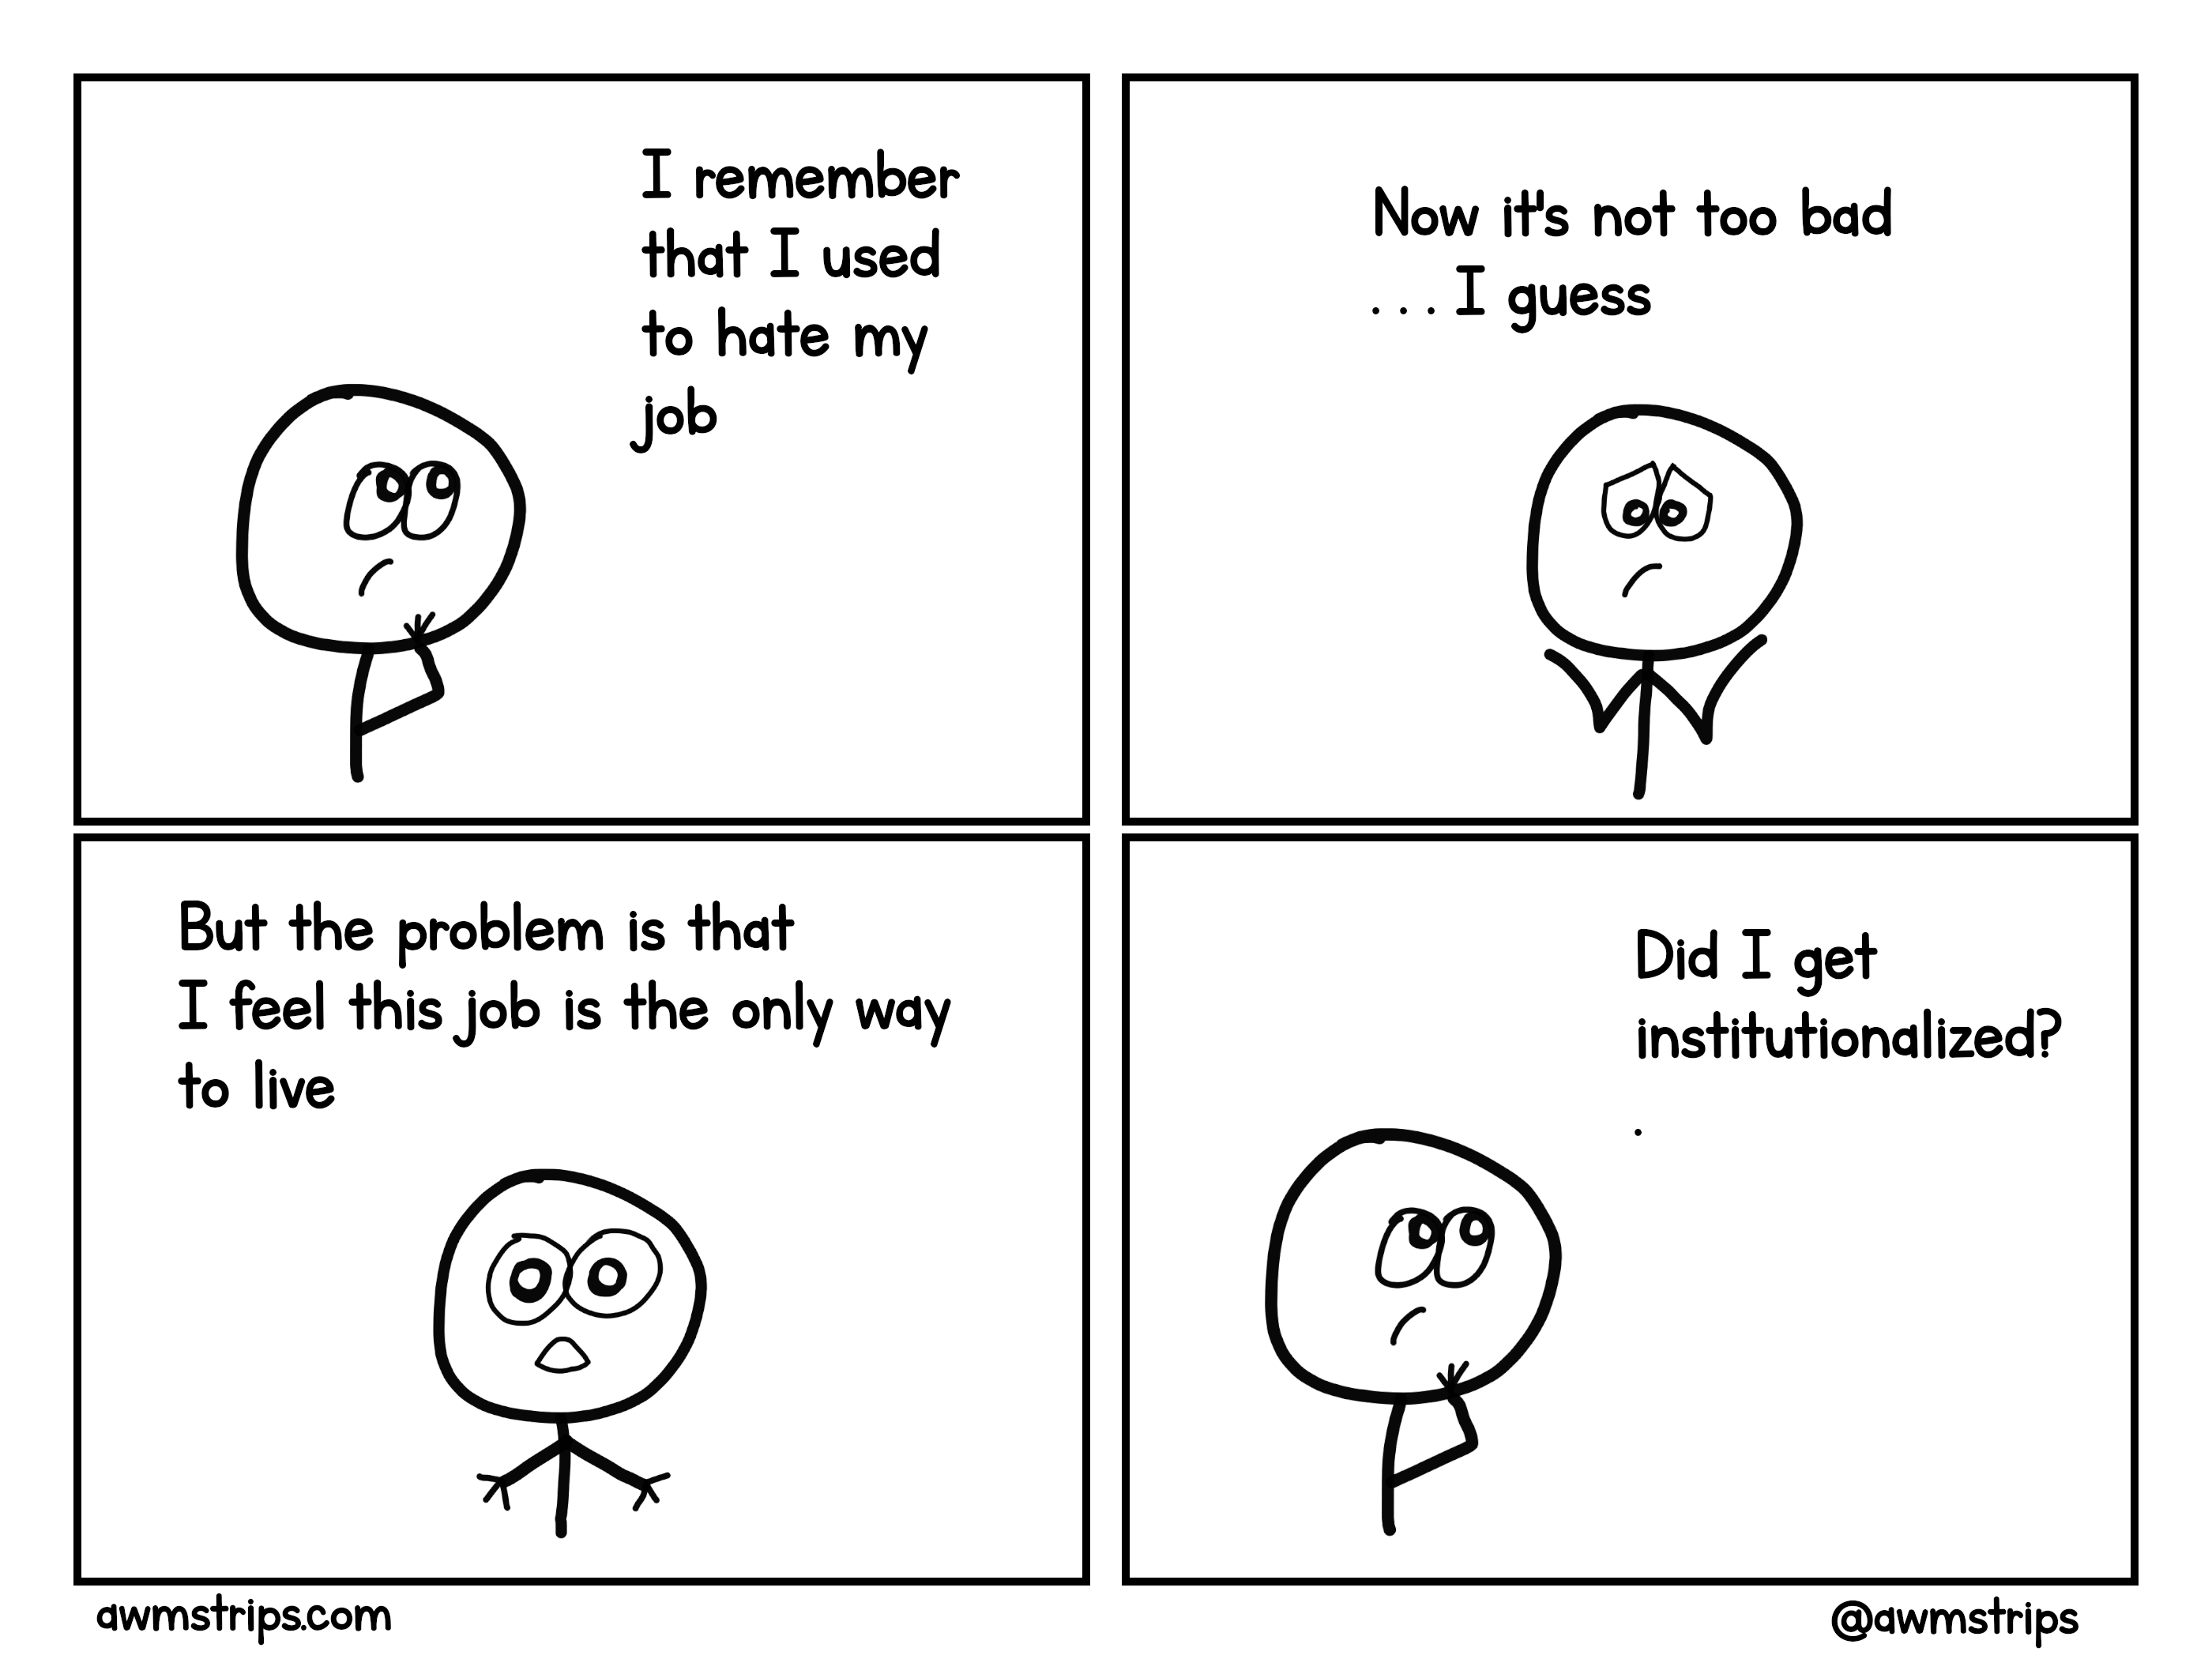 I remember
that I used
to hate my
job
Now it's not too bad
. . . I guess
But the problem is that
I feel this job is the only way
to live
Did I get
institutionalized?
.
awmstrips.com
@awmstrips